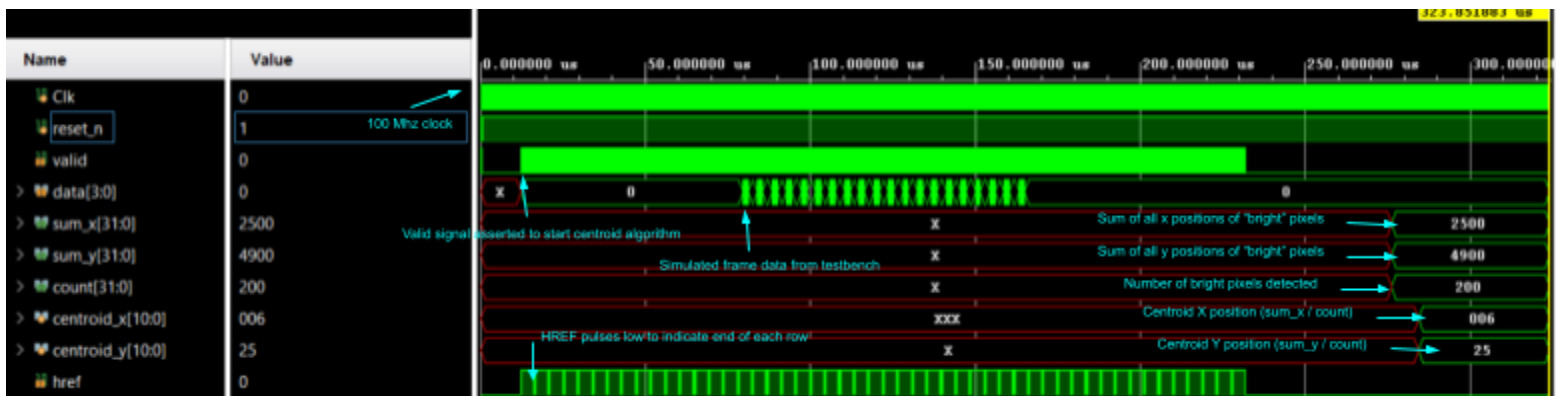 323.851883 us
Name Value
0.000000 us 50.000000 us 100.000000 us 150.000000 us 200.000000 us 250.000000 us 300.00000
Clk 0
100 Mhz clock
reset_n 1
valid 0
data[3:0] 0 X 0 0
sum_x[31:0] 2500 X Sum of all x positions of "bright" pixels 2500
Valid signal asserted to start centroid algorithm
sum_y[31:0] 4900 X Sum of all y positions of "bright" pixels 4900
Simulated frame data from testbench
count[31:0] 200 X Number of bright pixels detected 200
centroid_x[10:0] 006 XXX Centroid X position (sum_x / count) 006
HREF pulses low to indicate end of each row
centroid_y[10:0] 25 X Centroid Y position (sum_y / count) 25
href 0